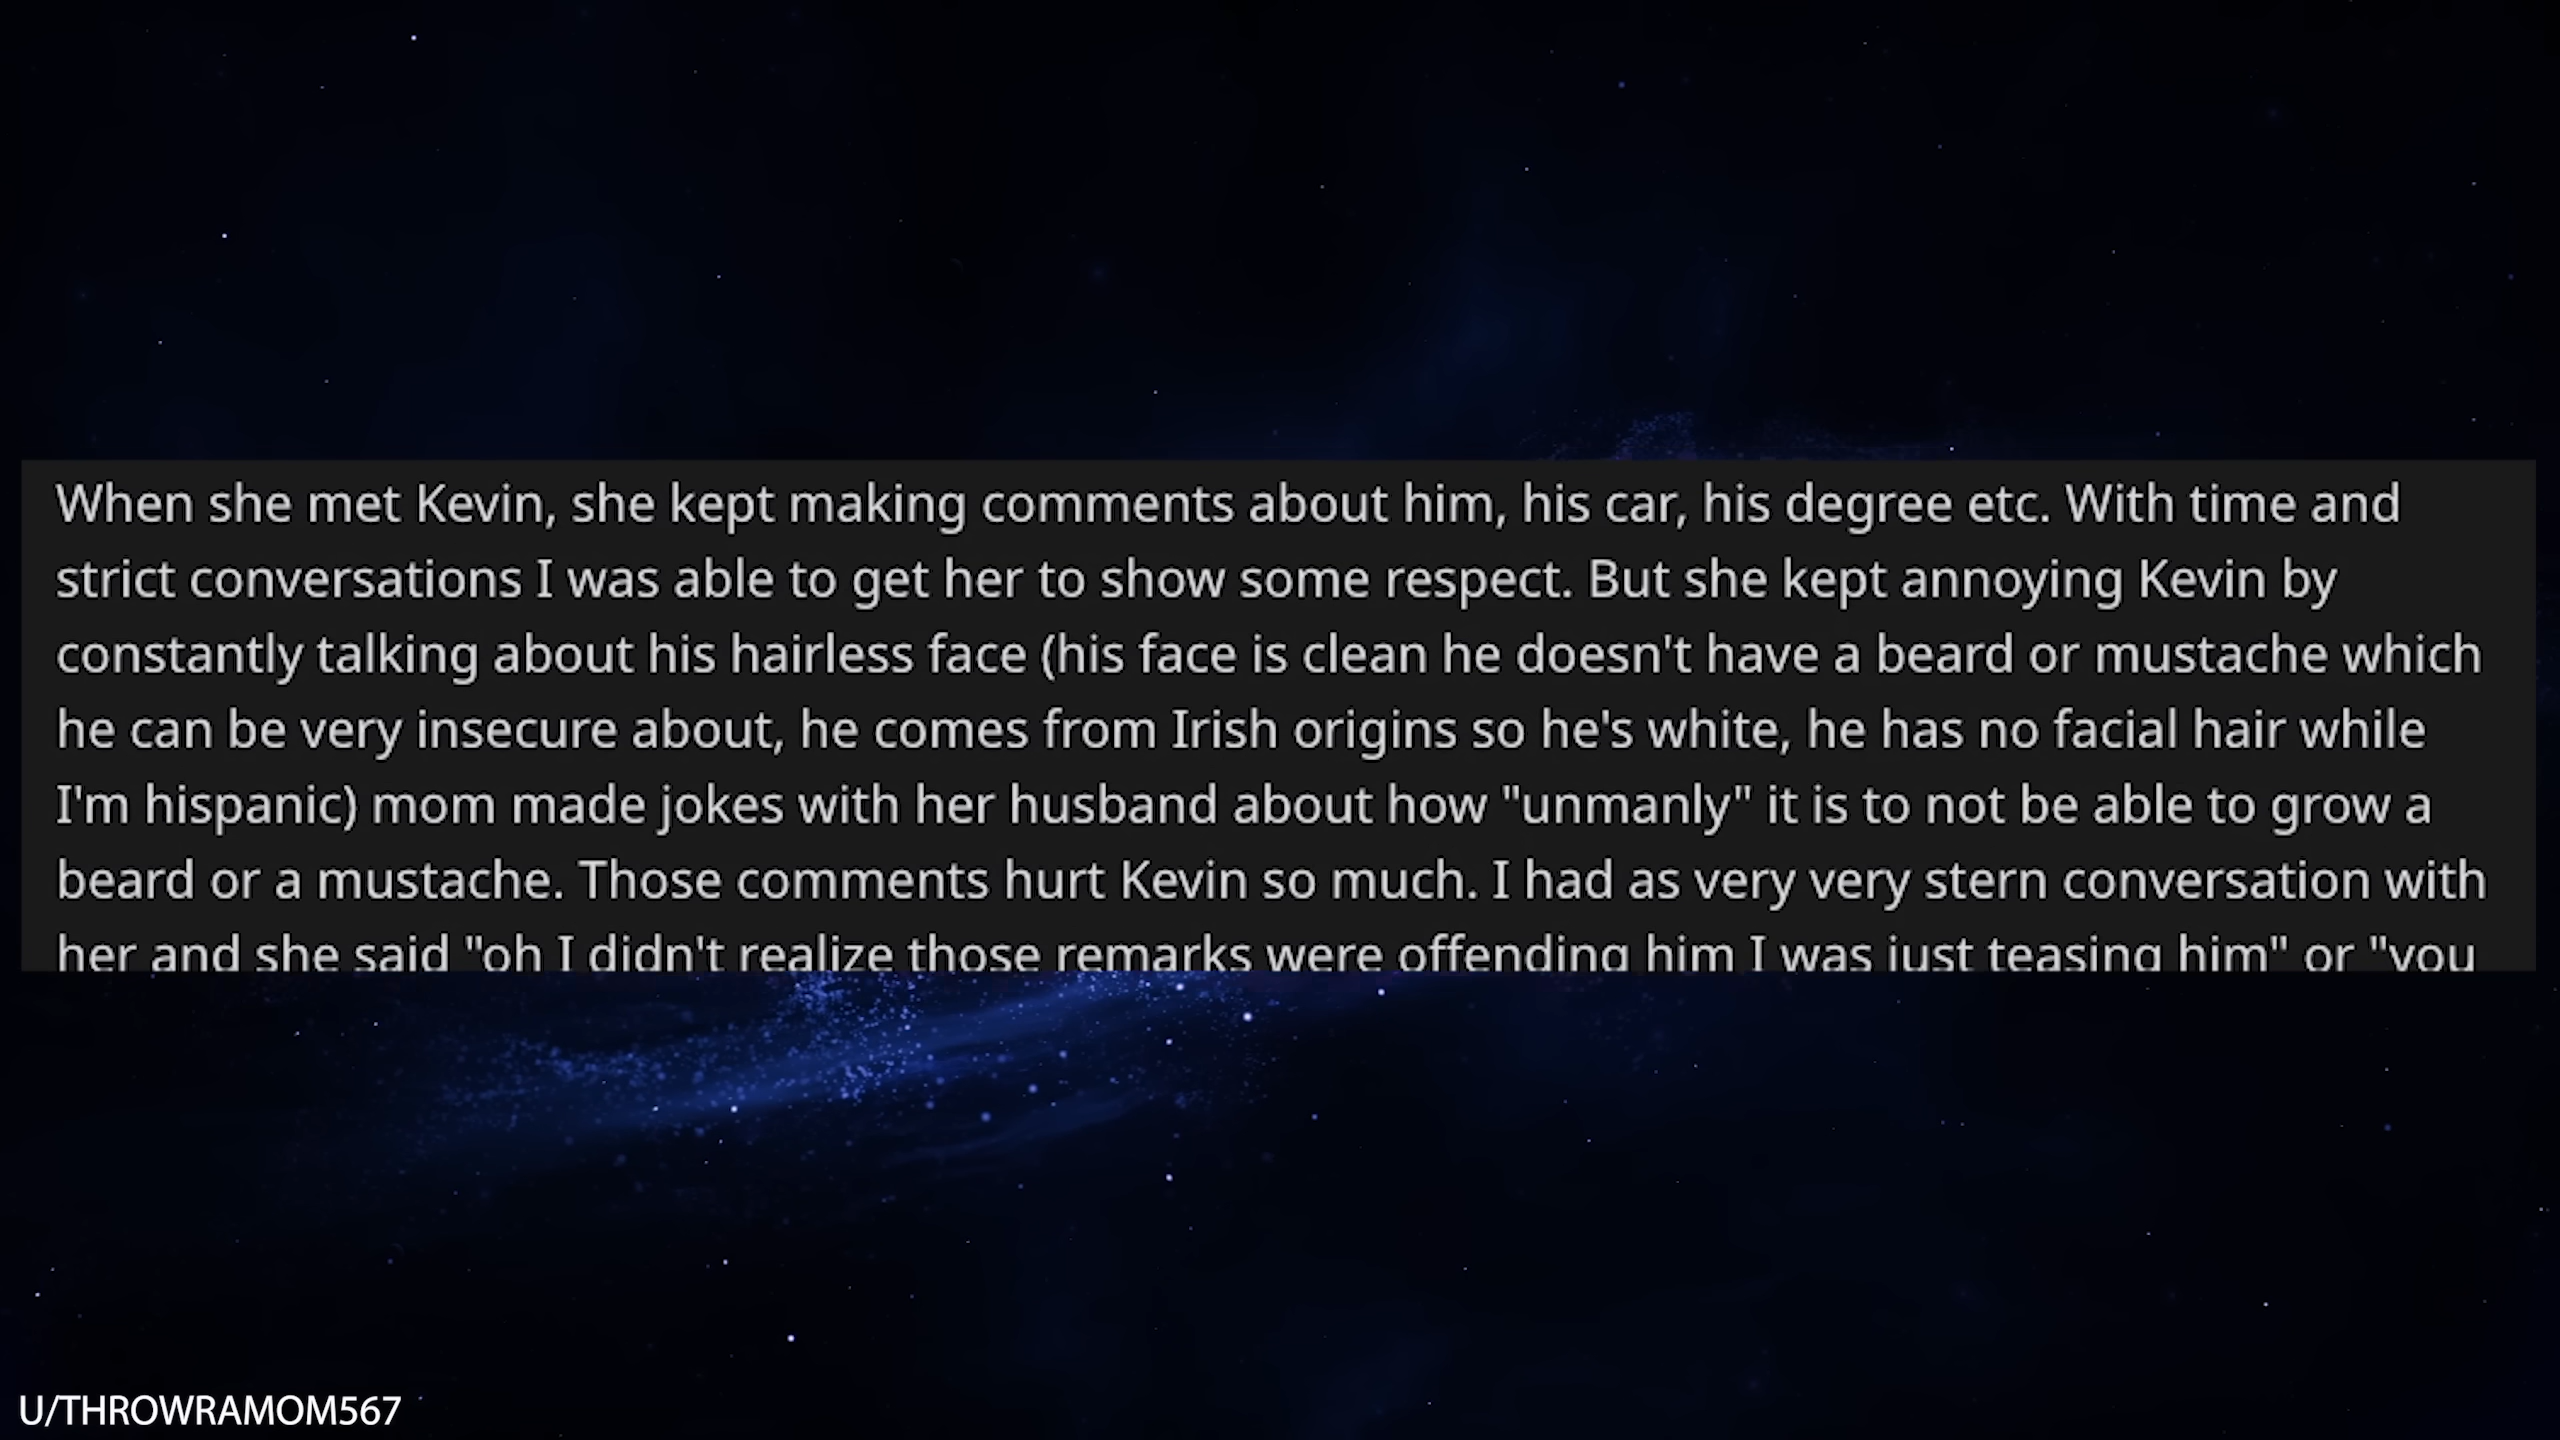 When she met Kevin, she kept making comments about him, his car, his degree etc. With time and
strict conversations I was able to get her to show some respect. But she kept annoying Kevin by
constantly talking about his hairless face (his face is clean he doesn't have a beard or mustache which
he can be very insecure about, he comes from Irish origins so he's white, he has no facial hair while
I'm hispanic) mom made jokes with her husband about how "unmanly" it is to not be able to grow a
beard or a mustache. Those comments hurt Kevin so much. I had as very very stern conversation with
her and she said "oh I didn't realize those remarks were offending him I was just teasing him" or "you
U/THROWRAMOM567